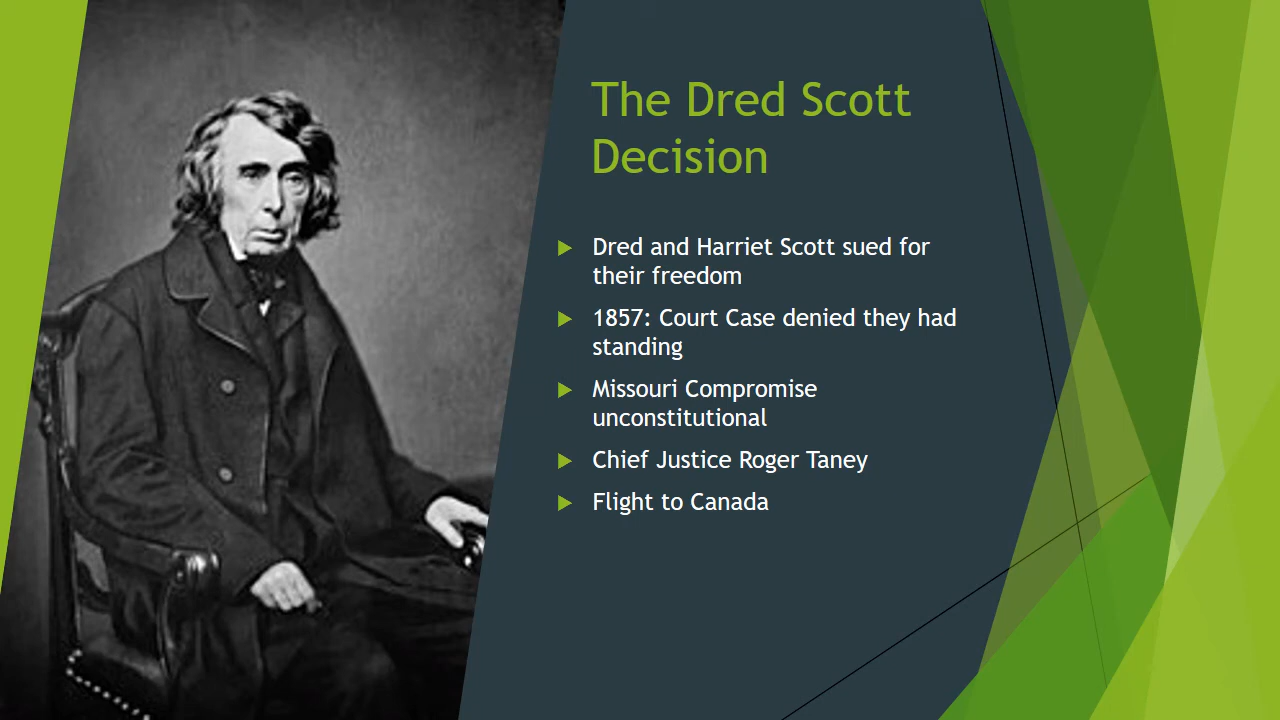 The Dred Scott
Decision
Dred and Harriet Scott sued for
their freedom
1857: Court Case denied they had
standing
Missouri Compromise
unconstitutional
Chief Justice Roger Taney
Flight to Canada